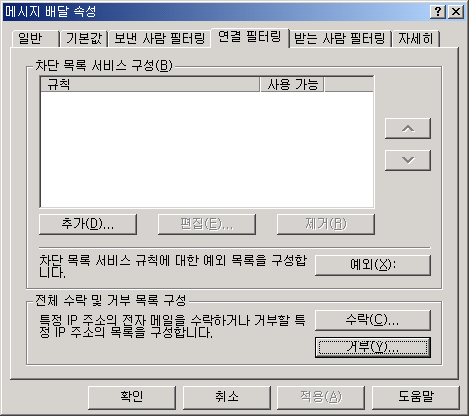 메시지 배달 속성
일반 기본값 보낸 사람 필터링 연결 필터링 받는 사람 필터링 자세히
차단 목록 서비스 구성(B)
규칙 사용 가능
추가(D)... 편집(E)... 제거(R)
차단 목록 서비스 규칙에 대한 예외 목록을 구성합
니다.
예외(X):
전체 수락 및 거부 목록 구성
특정 IP 주소의 전자 메일을 수락하거나 거부할 특
정 IP 주소의 목록을 구성합니다.
수락(C)...
거부(Y)...
확인 취소 적용(A) 도움말